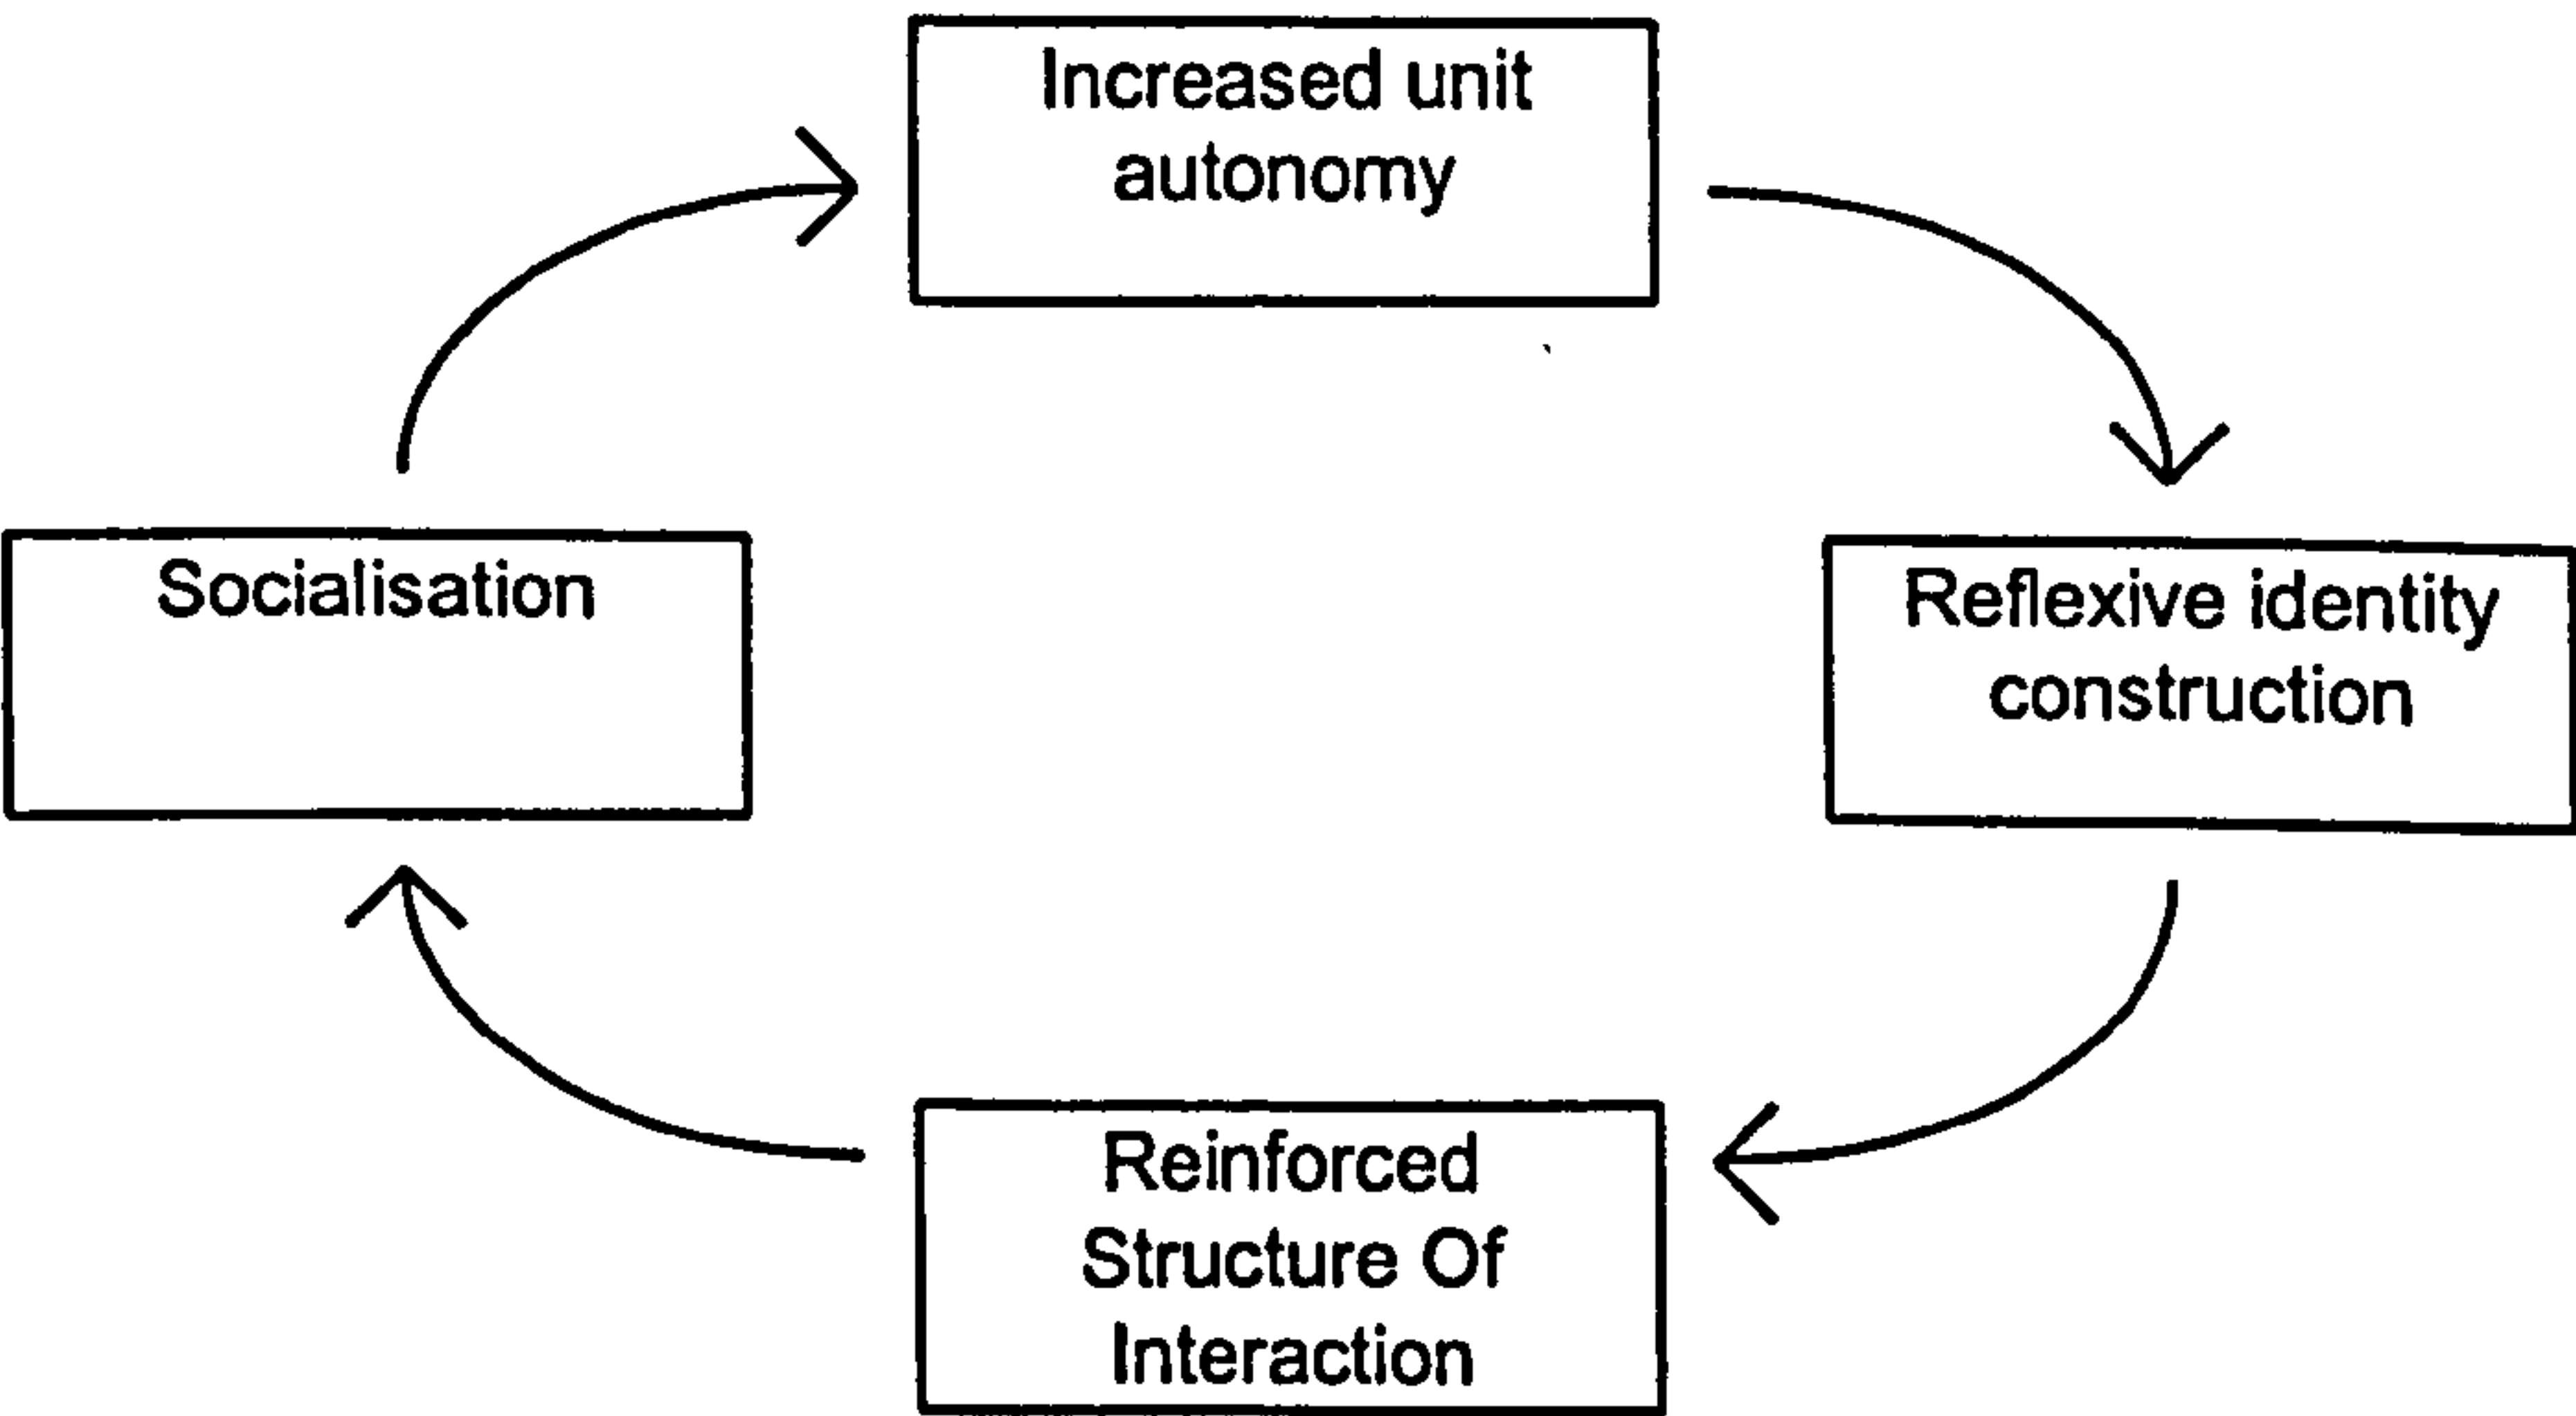 Increased unit
autonomy
Socialisation
Reflexive identity
construction
Reinforced
Structure Of
Interaction